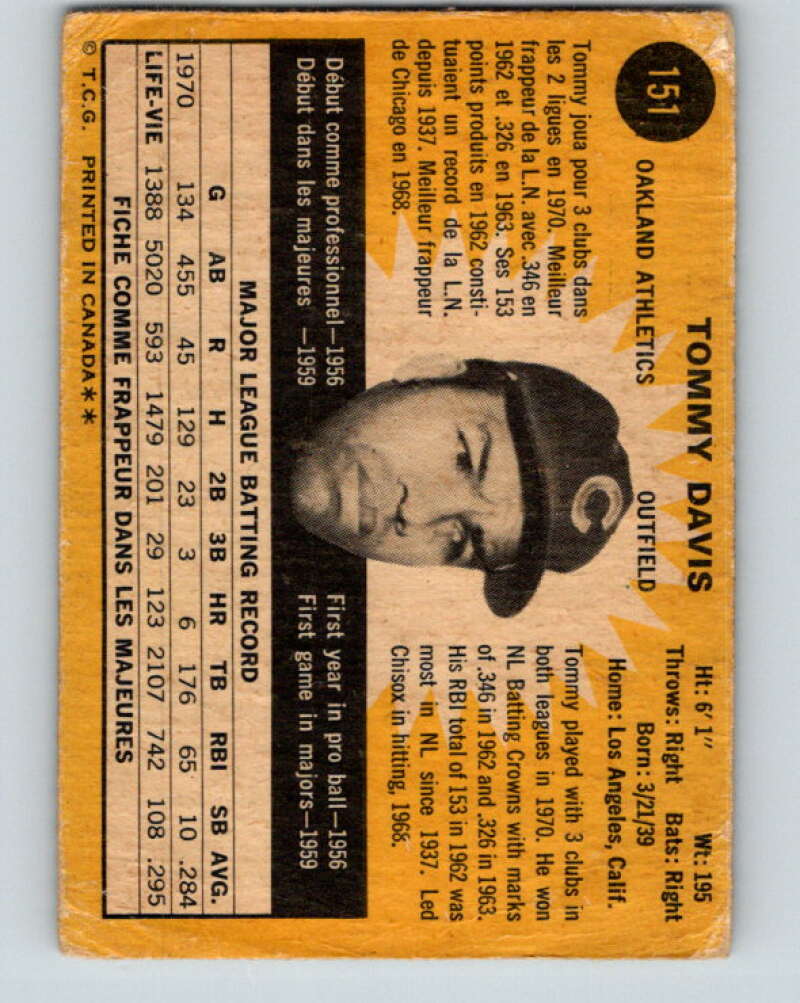 151
TOMMY DAVIS
OAKLAND ATHLETICS OUTFIELD
Ht: 6' 1" Wt: 195
Throws: Right Bats: Right
Born: 3/21/39
Home: Los Angeles, Calif.
Tommy joua pour 3 clubs dans
les 2 ligues en 1970. Meilleur
frappeur de la L.N. avec .346 en
1962 et .326 en 1963. Ses 153
points produits en 1962 consti-
tuaient un record de la L.N.
depuis 1937. Meilleur frappeur
de Chicago en 1968.
C
Tommy played with 3 clubs in
both leagues in 1970. He won
NL Batting Crowns with marks
of .346 in 1962 and .326 in 1963.
His RBI total of 153 in 1962 was
most in NL since 1937. Led
Chisox in hitting, 1968.
Début comme professionnel—1956 First year in pro ball—1956
Début dans les majeures —1959 First game in majors—1959
MAJOR LEAGUE BATTING RECORD
G AB R H 2B 3B HR TB RBI SB AVG.
1970 134 455 45 129 23 3 6 176 65 10 .284
LIFE-VIE 1388 5020 593 1479 201 29 123 2107 742 108 .295
FICHE COMME FRAPPEUR DANS LES MAJEURES
© T.C.G. PRINTED IN CANADA**